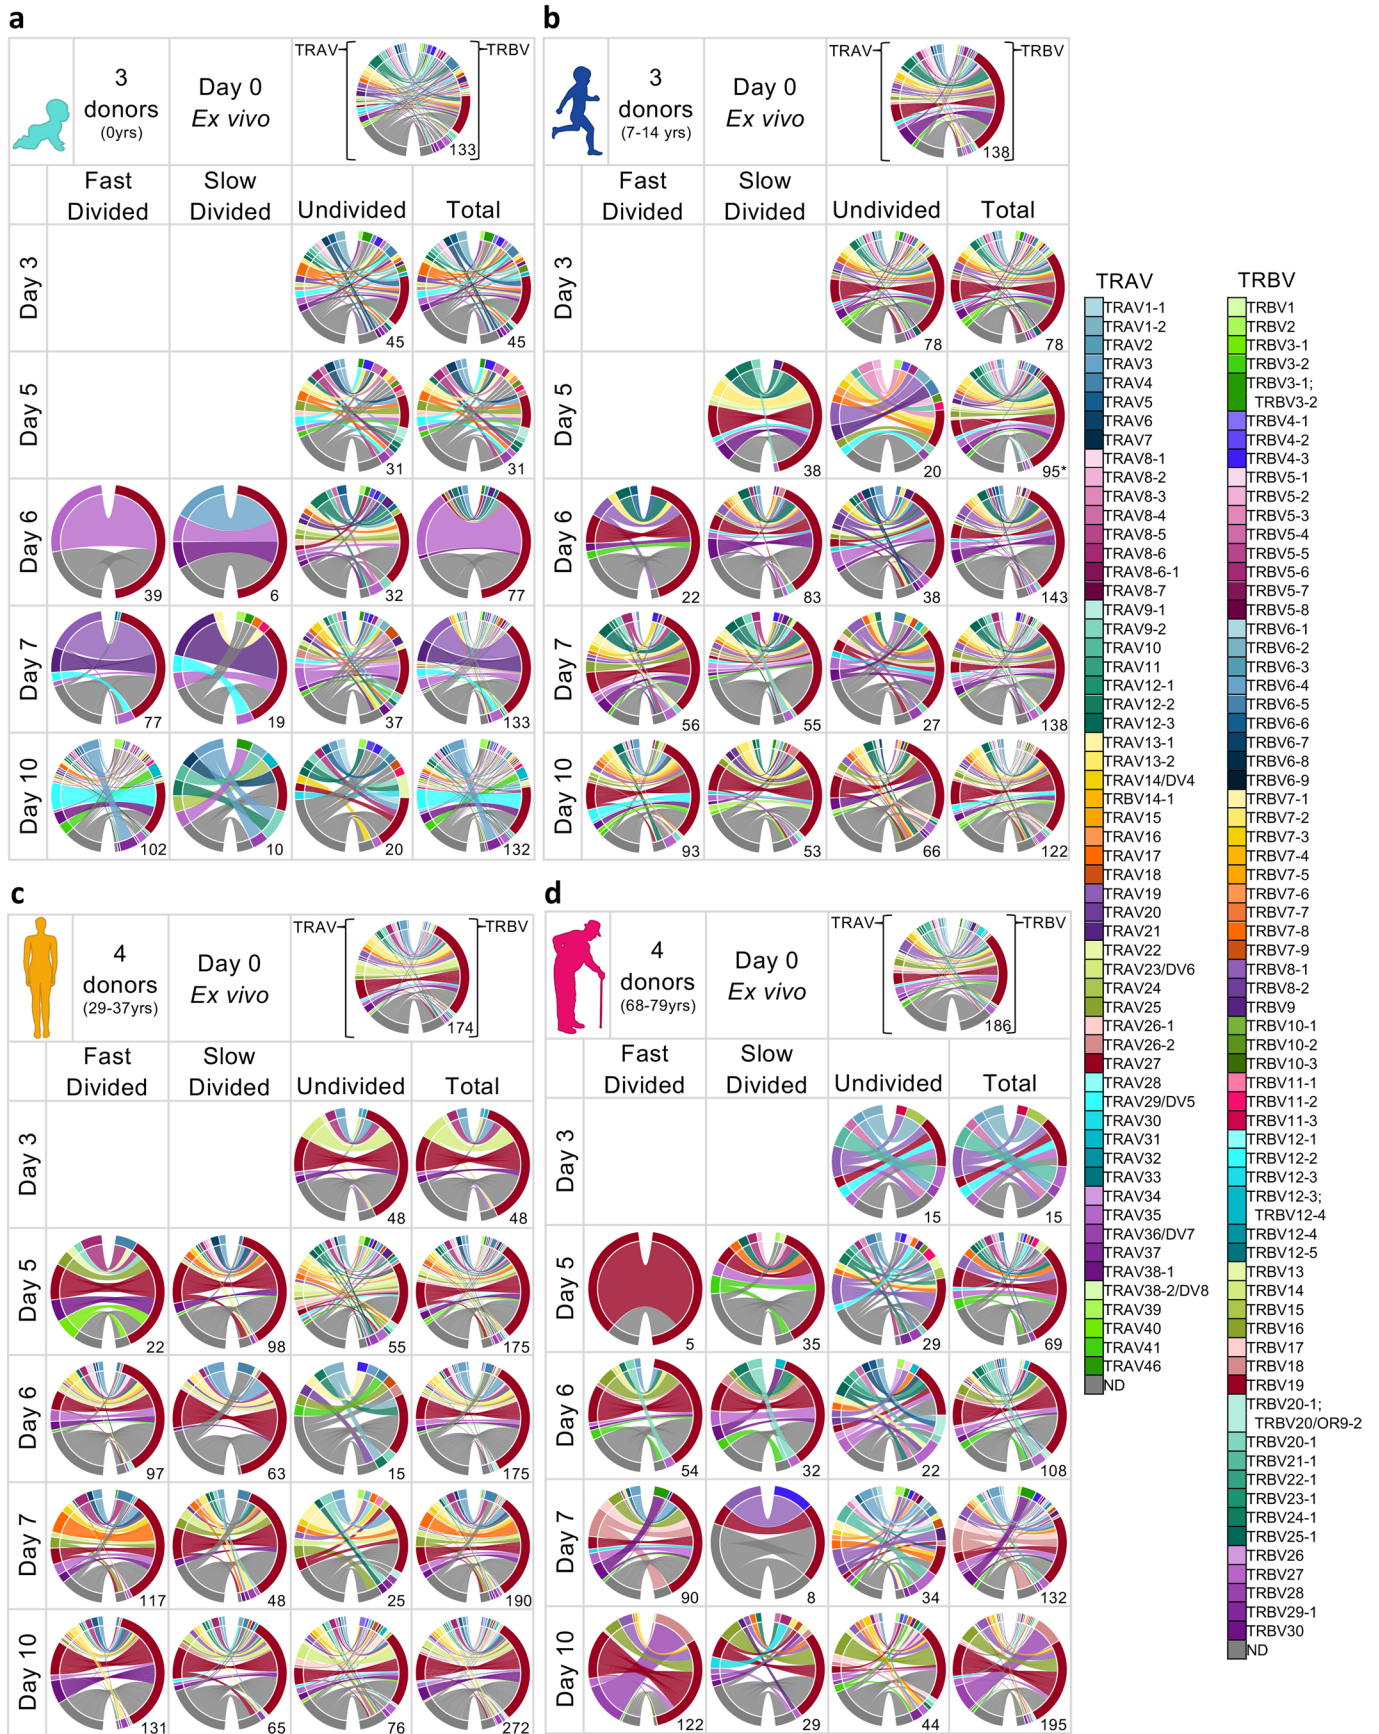 a
3
donors
(0yrs)
Day 0
Ex vivo
TRAV
TRBV
133
Fast
Divided
Slow
Divided
Undivided
Total
Day 3
45
45
Day 5
31
31
Day 6
39
6
32
77
Day 7
77
19
37
133
Day 10
102
10
20
132
b
3
donors
(7-14 yrs)
Day 0
Ex vivo
TRAV
TRBV
138
Fast
Divided
Slow
Divided
Undivided
Total
Day 3
78
78
Day 5
38
20
95*
Day 6
22
83
38
143
Day 7
56
55
27
138
Day 10
93
53
66
122
c
4
donors
(29-37yrs)
Day 0
Ex vivo
TRAV
TRBV
174
Fast
Divided
Slow
Divided
Undivided
Total
Day 3
48
48
Day 5
22
98
55
175
Day 6
97
63
15
175
Day 7
117
48
25
190
Day 10
131
65
76
272
d
4
donors
(68-79yrs)
Day 0
Ex vivo
TRAV
TRBV
186
Fast
Divided
Slow
Divided
Undivided
Total
Day 3
15
15
Day 5
5
35
29
69
Day 6
54
32
22
108
Day 7
90
8
34
132
Day 10
122
29
44
195
TRAV
TRAV1-1
TRAV1-2
TRAV2
TRAV3
TRAV4
TRAV5
TRAV6
TRAV7
TRAV8-1
TRAV8-2
TRAV8-3
TRAV8-4
TRAV8-5
TRAV8-6
TRAV8-6-1
TRAV8-7
TRAV9-1
TRAV9-2
TRAV10
TRAV11
TRAV12-1
TRAV12-2
TRAV12-3
TRAV13-1
TRAV13-2
TRAV14/DV4
TRBV14-1
TRAV15
TRAV16
TRAV17
TRAV18
TRAV19
TRAV20
TRAV21
TRAV22
TRAV23/DV6
TRAV24
TRAV25
TRAV26-1
TRAV26-2
TRAV27
TRAV28
TRAV29/DV5
TRAV30
TRAV31
TRAV32
TRAV33
TRAV34
TRAV35
TRAV36/DV7
TRAV37
TRAV38-1
TRAV38-2/DV8
TRAV39
TRAV40
TRAV41
TRAV46
ND
TRBV
TRBV1
TRBV2
TRBV3-1
TRBV3-2
TRBV3-1;
TRBV3-2
TRBV4-1
TRBV4-2
TRBV4-3
TRBV5-1
TRBV5-2
TRBV5-3
TRBV5-4
TRBV5-5
TRBV5-6
TRBV5-7
TRBV5-8
TRBV6-1
TRBV6-2
TRBV6-3
TRBV6-4
TRBV6-5
TRBV6-6
TRBV6-7
TRBV6-8
TRBV6-9
TRBV7-1
TRBV7-2
TRBV7-3
TRBV7-4
TRBV7-5
TRBV7-6
TRBV7-7
TRBV7-8
TRBV7-9
TRBV8-1
TRBV8-2
TRBV9
TRBV10-1
TRBV10-2
TRBV10-3
TRBV11-1
TRBV11-2
TRBV11-3
TRBV12-1
TRBV12-2
TRBV12-3
TRBV12-3;
TRBV12-4
TRBV12-4
TRBV12-5
TRBV13
TRBV14
TRBV15
TRBV16
TRBV17
TRBV18
TRBV19
TRBV20-1;
TRBV20/OR9-2
TRBV20-1
TRBV21-1
TRBV22-1
TRBV23-1
TRBV24-1
TRBV25-1
TRBV26
TRBV27
TRBV28
TRBV29-1
TRBV30
ND